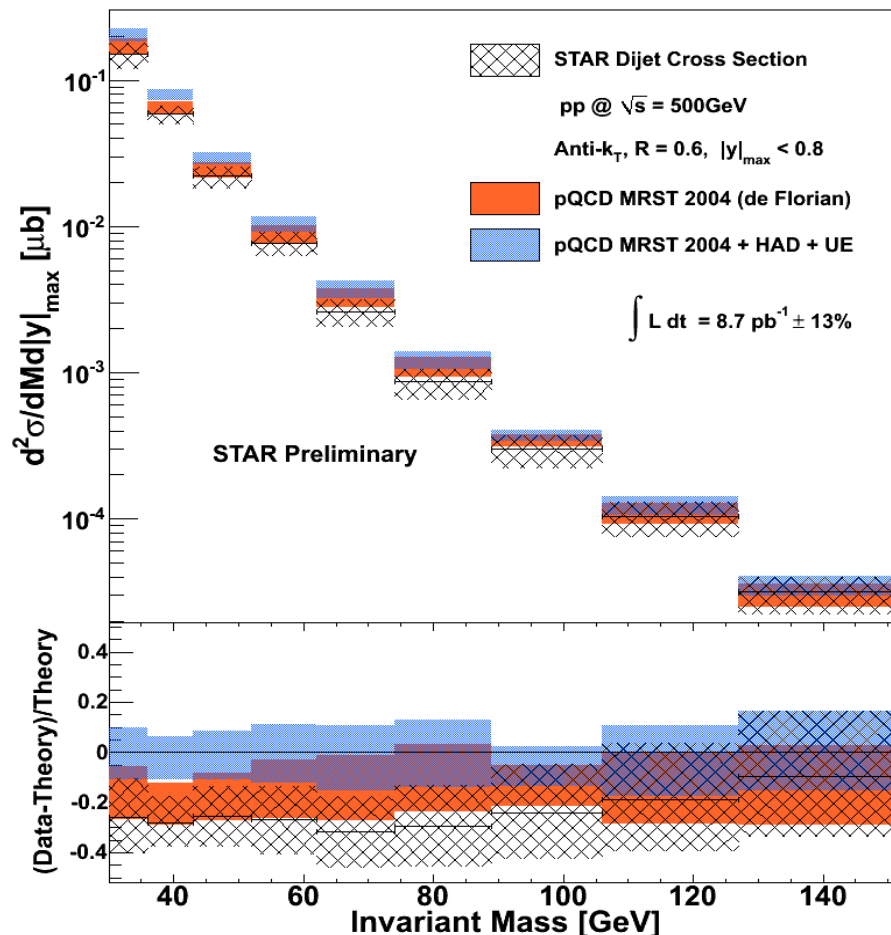 d²σ/dMd|y|max [μb]
10⁻¹
10⁻²
10⁻³
10⁻⁴
STAR Dijet Cross Section
pp @ √s = 500GeV
Anti-kT, R = 0.6, |y|max < 0.8
pQCD MRST 2004 (de Florian)
pQCD MRST 2004 + HAD + UE
∫ L dt = 8.7 pb⁻¹ ± 13%
STAR Preliminary
(Data-Theory)/Theory
0.4
0.2
0
-0.2
-0.4
40 60 80 100 120 140
Invariant Mass [GeV]